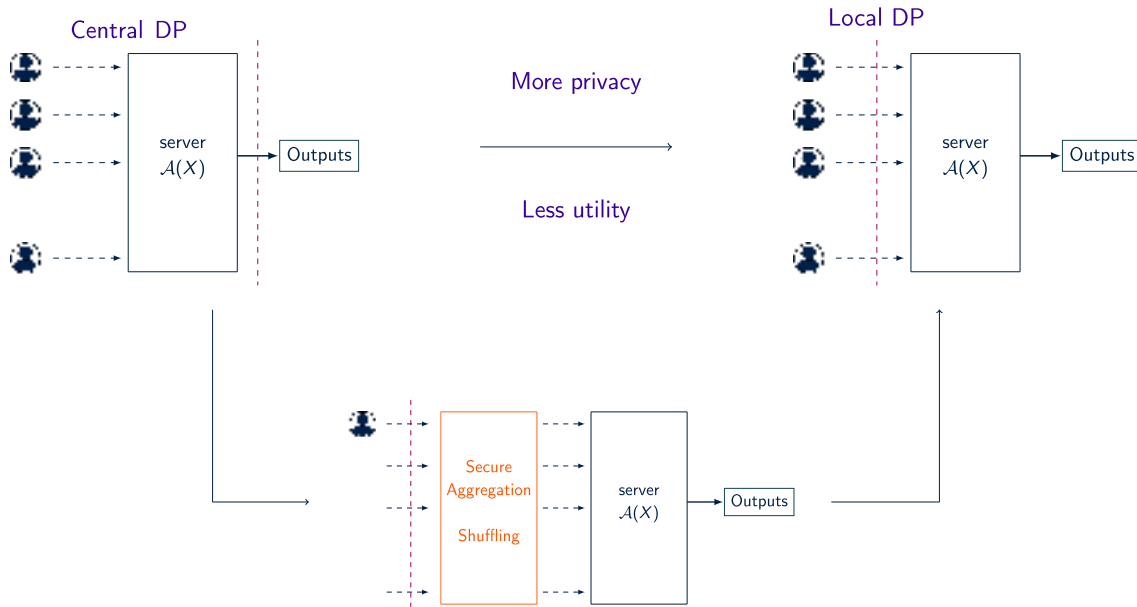 Central DP
server
𝒜(X)
Outputs
More privacy
Less utility
Local DP
server
𝒜(X)
Outputs
Secure
Aggregation
Shuffling
server
𝒜(X)
Outputs